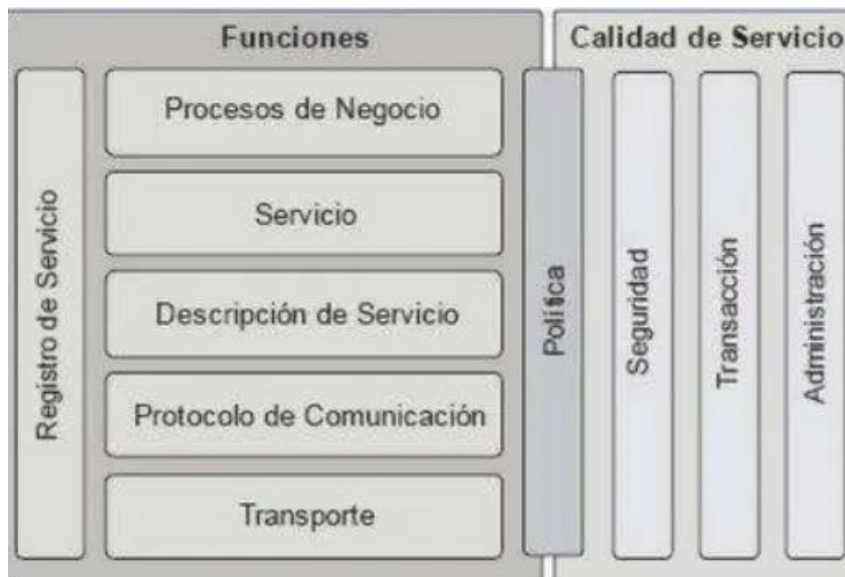 Funciones
Calidad de Servicio
Registro de Servicio
Procesos de Negocio
Servicio
Descripción de Servicio
Protocolo de Comunicación
Transporte
Política
Seguridad
Transacción
Administración